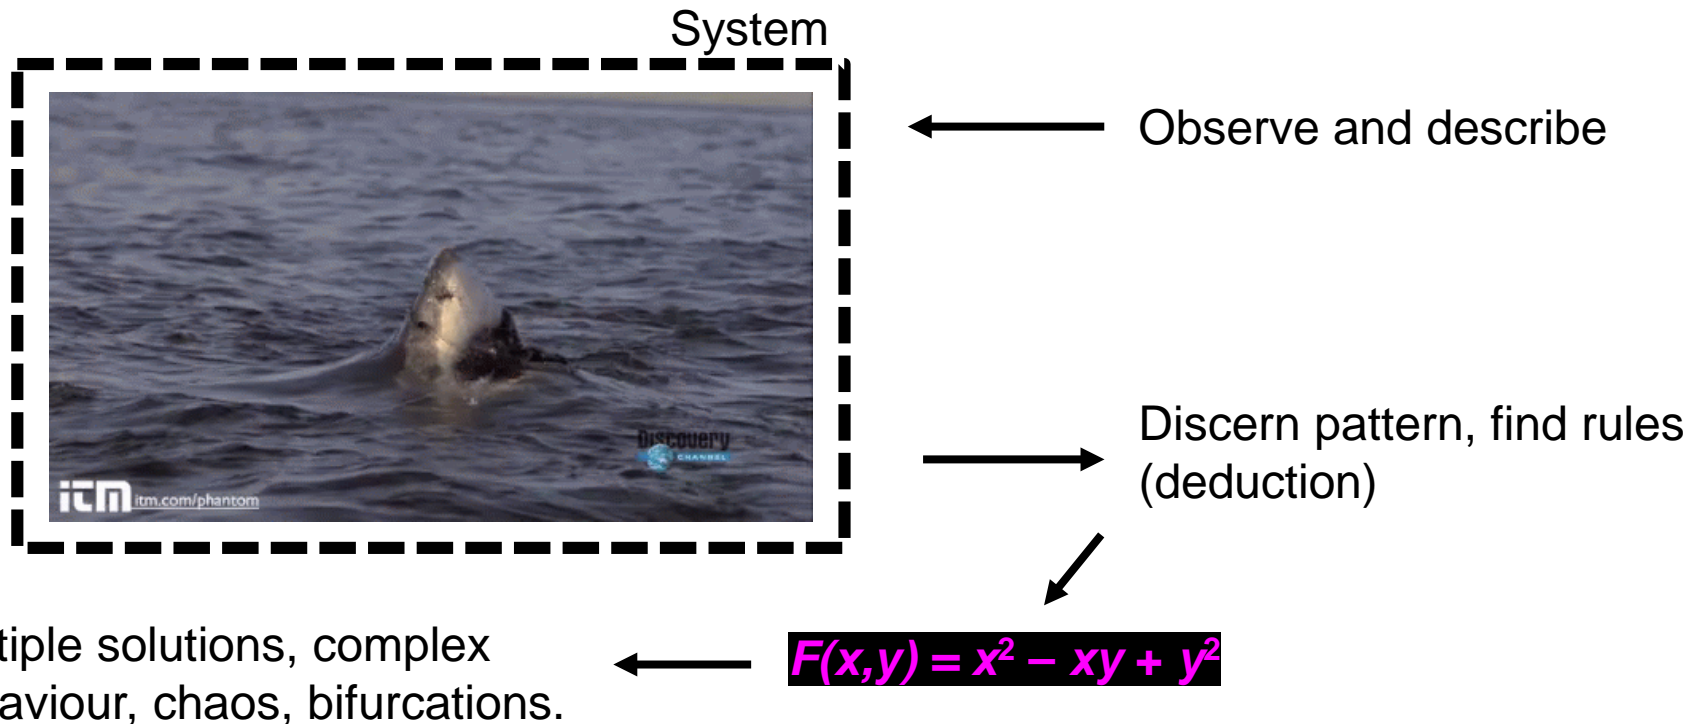 System
Observe and describe
Discovery
CHANNEL
iTM itm.com/phantom
Discern pattern, find rules
(deduction)
F(x,y) = x² – xy + y²
tiple solutions, complex
aviour, chaos, bifurcations.